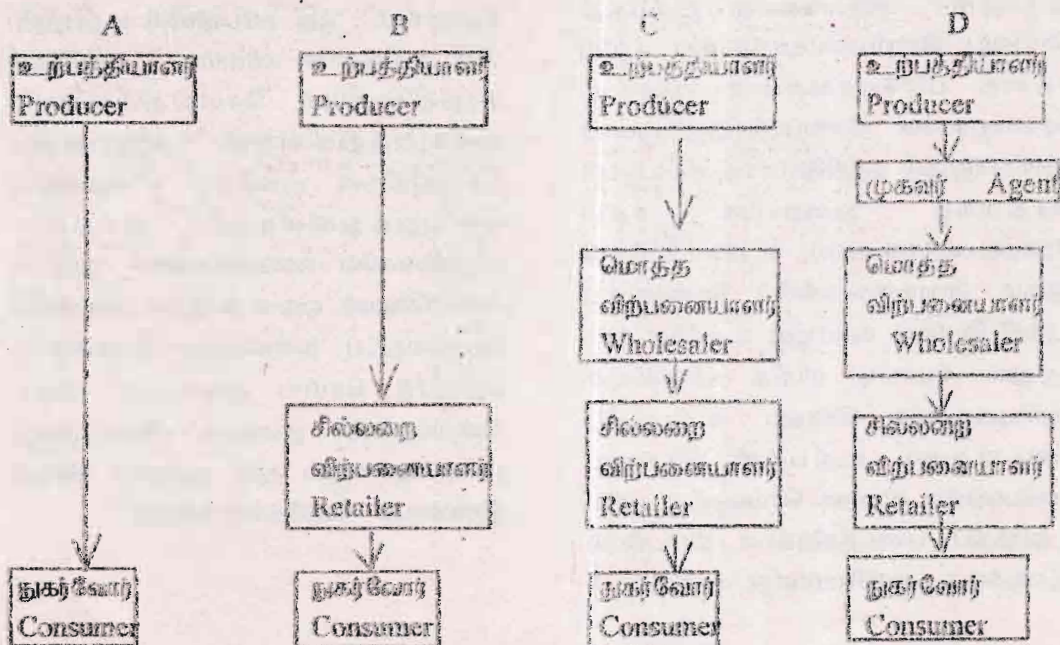 A
உற்பத்தியாளர்
Producer
நுகர்வோர்
Consumer
B
உற்பத்தியாளர்
Producer
சில்லறை
விற்பனையாளர்
Retailer
நுகர்வோர்
Consumer
C
உற்பத்தியாளர்
Producer
மொத்த
விற்பனையாளர்
Wholesaler
சில்லறை
விற்பனையாளர்
Retailer
நுகர்வோர்
Consumer
D
உற்பத்தியாளர்
Producer
முகவர் Agent
மொத்த
விற்பனையாளர்
Wholesaler
சில்லறை
விற்பனையாளர்
Retailer
நுகர்வோர்
Consumer